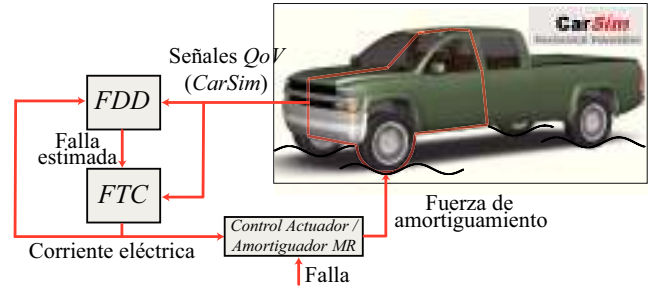 CarSim
Señales QoV
(CarSim)
FDD
Falla
estimada
FTC
Corriente eléctrica
Control Actuador /
Amortiguador MR
Falla
Fuerza de
amortiguamiento